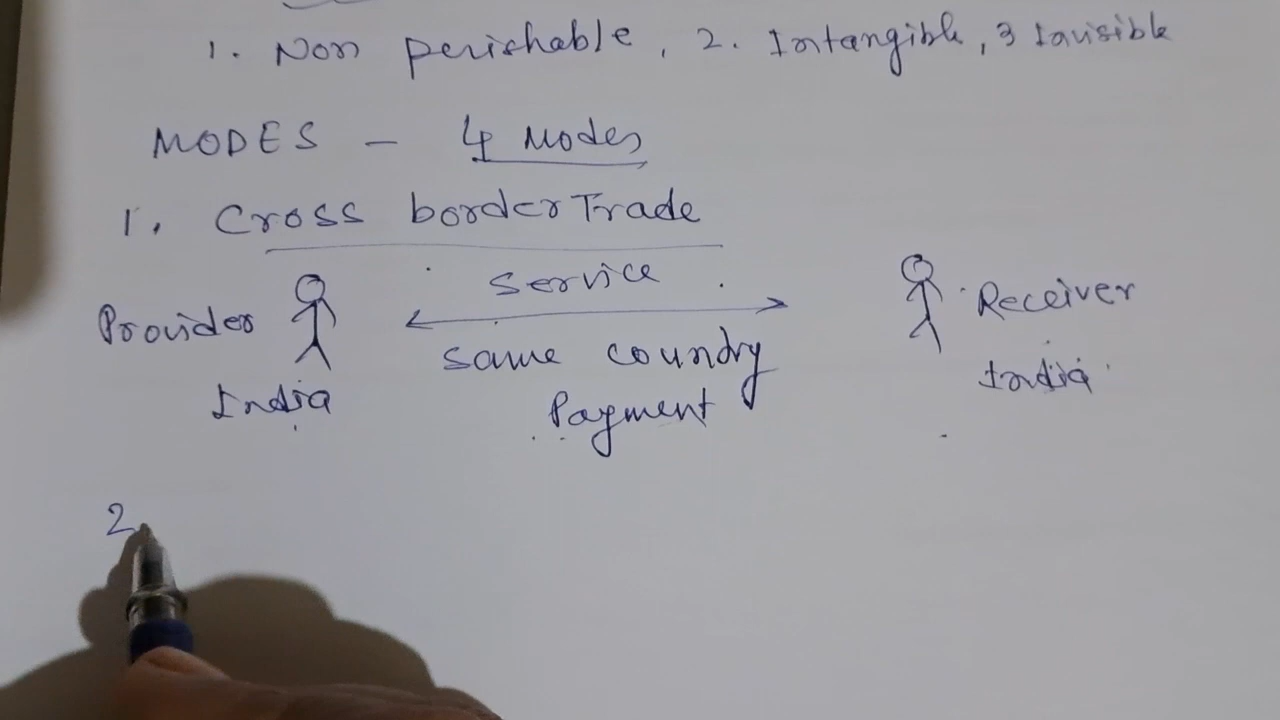 1. Non perishable, 2. Intangible, 3 Invisible
MODES - 4 Modes
1. Cross border Trade
Service
Provider
Receiver
same country
India
India
Payment
2.